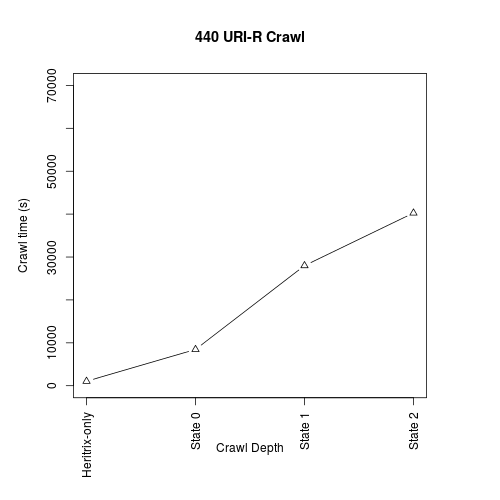 440 URI-R Crawl
Crawl time (s)
70000
50000
30000
10000
0
Heritrix-only
State 0
State 1
State 2
Crawl Depth